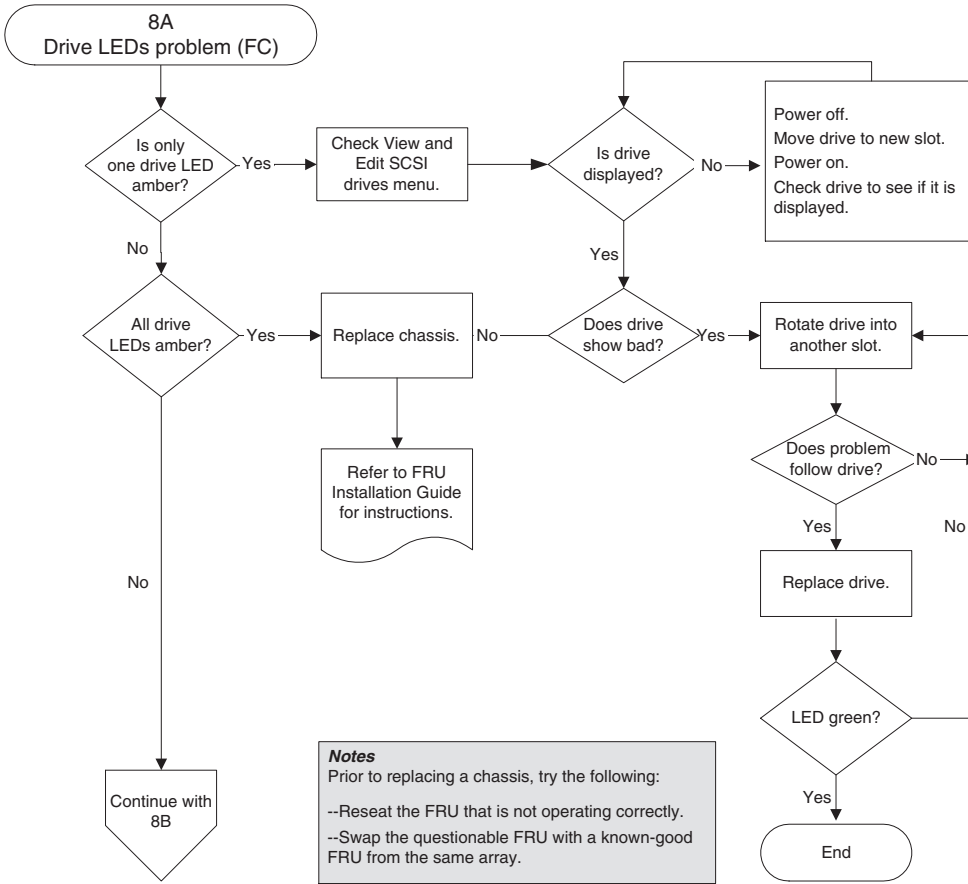 8A
Drive LEDs problem (FC)
Is only
one drive LED
amber?
Yes
Check View and
Edit SCSI
drives menu.
Is drive
displayed?
No
Power off.
Move drive to new slot.
Power on.
Check drive to see if it is
displayed.
No
Yes
All drive
LEDs amber?
Yes
Replace chassis.
No
Does drive
show bad?
Yes
Rotate drive into
another slot.
Refer to FRU
Installation Guide
for instructions.
Does problem
follow drive?
No
Yes
No
No
Replace drive.
LED green?
Notes
Prior to replacing a chassis, try the following:
--Reseat the FRU that is not operating correctly.
--Swap the questionable FRU with a known-good
FRU from the same array.
Continue with
8B
Yes
End